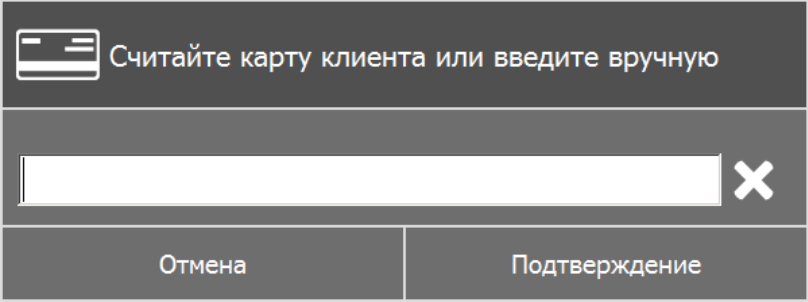 Считайте карту клиента или введите вручную
Отмена
Подтверждение